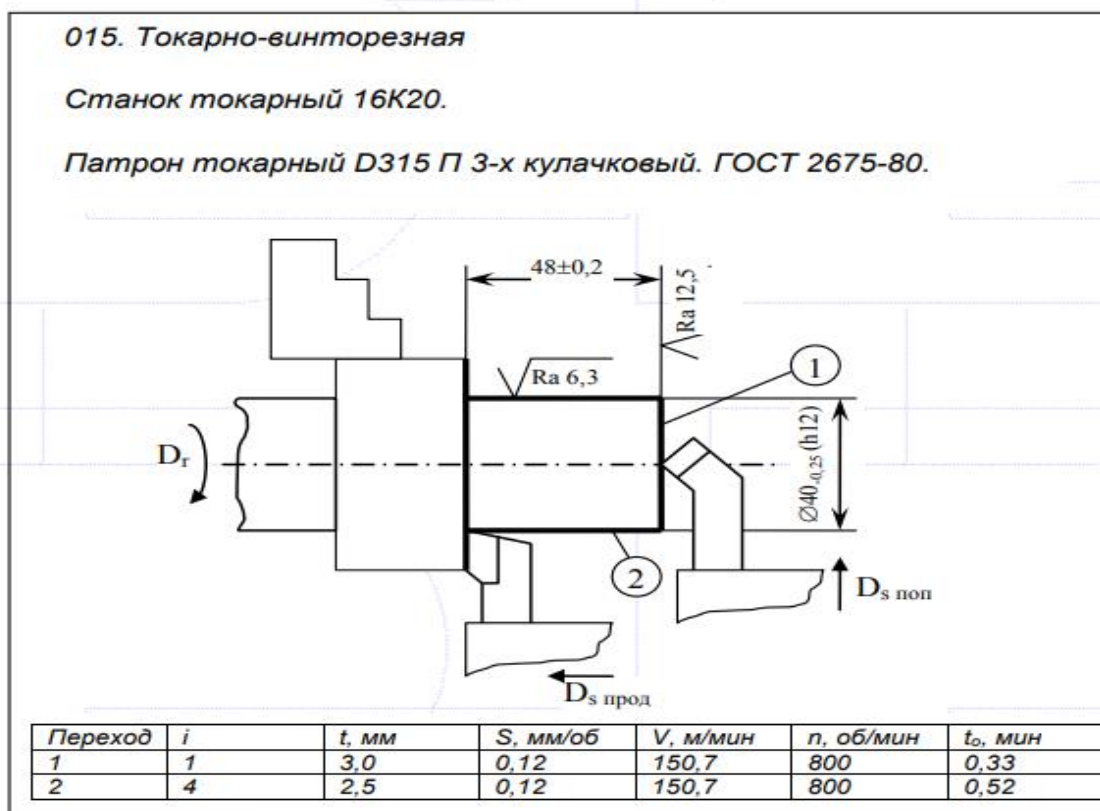 015. Токарно-винторезная
Станок токарный 16К20.
Патрон токарный D315 П 3-х кулачковый. ГОСТ 2675-80.
48±0,2
Ra 12,5
Ra 6,3
1
Dг
∅40-0,25 (h12)
2
Ds поп
Ds прод
Переход i t, мм S, мм/об V, м/мин n, об/мин tо, мин
1 1 3,0 0,12 150,7 800 0,33
2 4 2,5 0,12 150,7 800 0,52